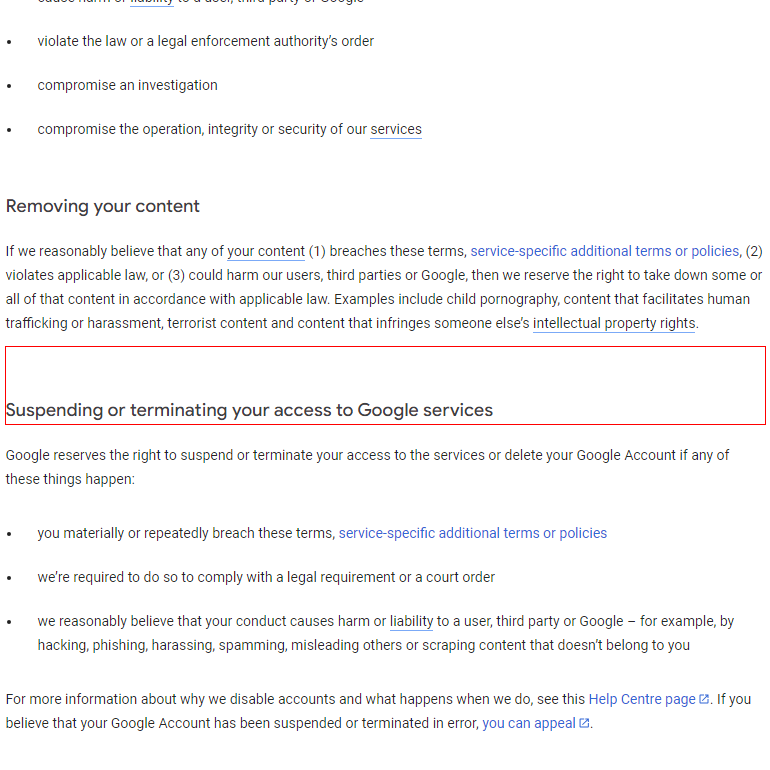 cause harm or liability to a user, third party or Google
• violate the law or a legal enforcement authority’s order
• compromise an investigation
• compromise the operation, integrity or security of our services
Removing your content
If we reasonably believe that any of your content (1) breaches these terms, service-specific additional terms or policies, (2)
violates applicable law, or (3) could harm our users, third parties or Google, then we reserve the right to take down some or
all of that content in accordance with applicable law. Examples include child pornography, content that facilitates human
trafficking or harassment, terrorist content and content that infringes someone else’s intellectual property rights.
Suspending or terminating your access to Google services
Google reserves the right to suspend or terminate your access to the services or delete your Google Account if any of
these things happen:
• you materially or repeatedly breach these terms, service-specific additional terms or policies
• we’re required to do so to comply with a legal requirement or a court order
• we reasonably believe that your conduct causes harm or liability to a user, third party or Google – for example, by
hacking, phishing, harassing, spamming, misleading others or scraping content that doesn’t belong to you
For more information about why we disable accounts and what happens when we do, see this Help Centre page. If you
believe that your Google Account has been suspended or terminated in error, you can appeal.